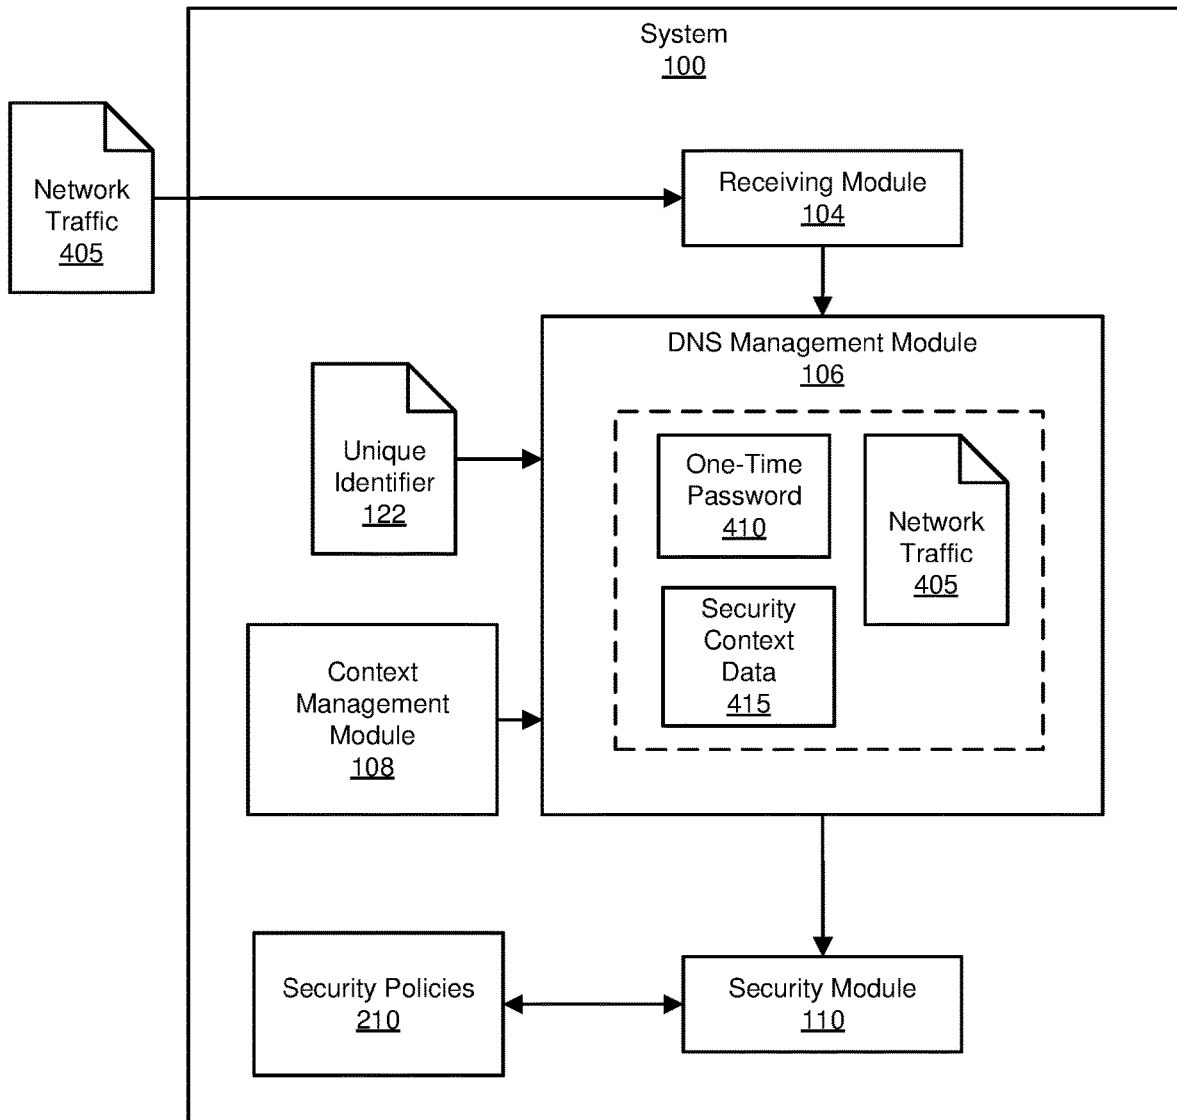 System
100
Network
Traffic
405
Receiving Module
104
DNS Management Module
106
Unique
Identifier
122
One-Time
Password
410
Network
Traffic
405
Security
Context
Data
415
Context
Management
Module
108
Security Policies
210
Security Module
110